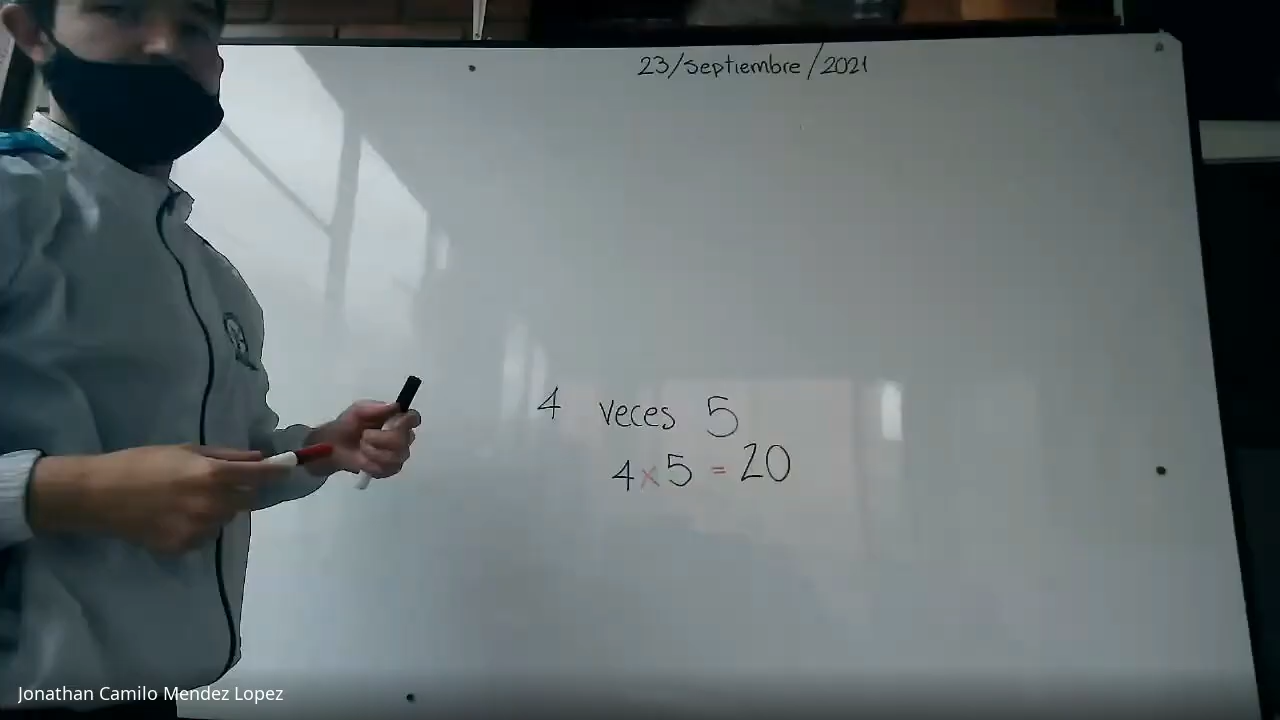 23/Septiembre/2021
4 veces 5
4 x 5 = 20
Jonathan Camilo Mendez Lopez